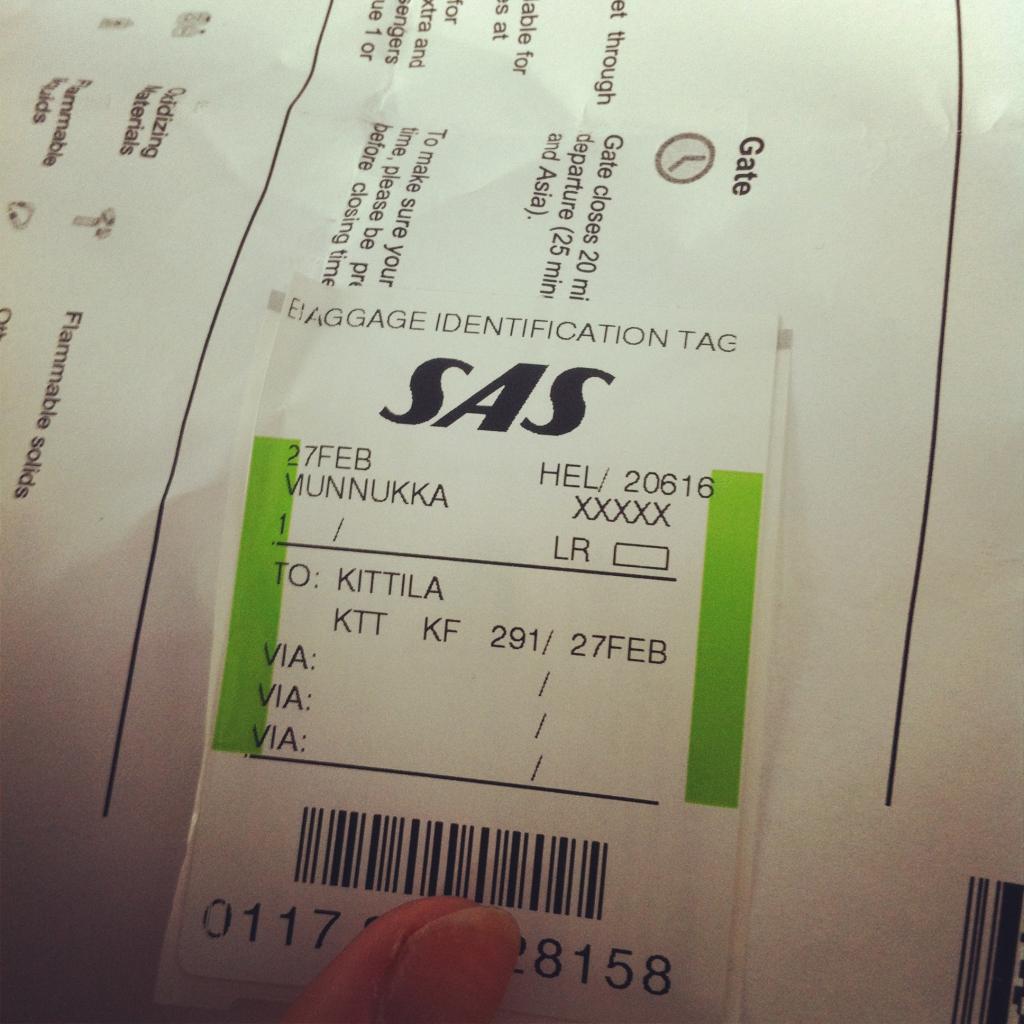 BAGGAGE IDENTIFICATION TAG
SAS
27FEB HEL/ 20616
MUNNUKKA XXXXX
1 / LR
TO: KITTILA
KTT KF 291/ 27FEB
VIA: /
VIA: /
VIA: /
0117 28158
Gate
Gate closes 20 mi
departure (25 min
and Asia).
To make sure your
time, please be pre
before closing time
et through
lable for
es at
for
xtra and
sengers
ue 1 or
Oxidizing
Materials
Flammable
liquids
Flammable solids